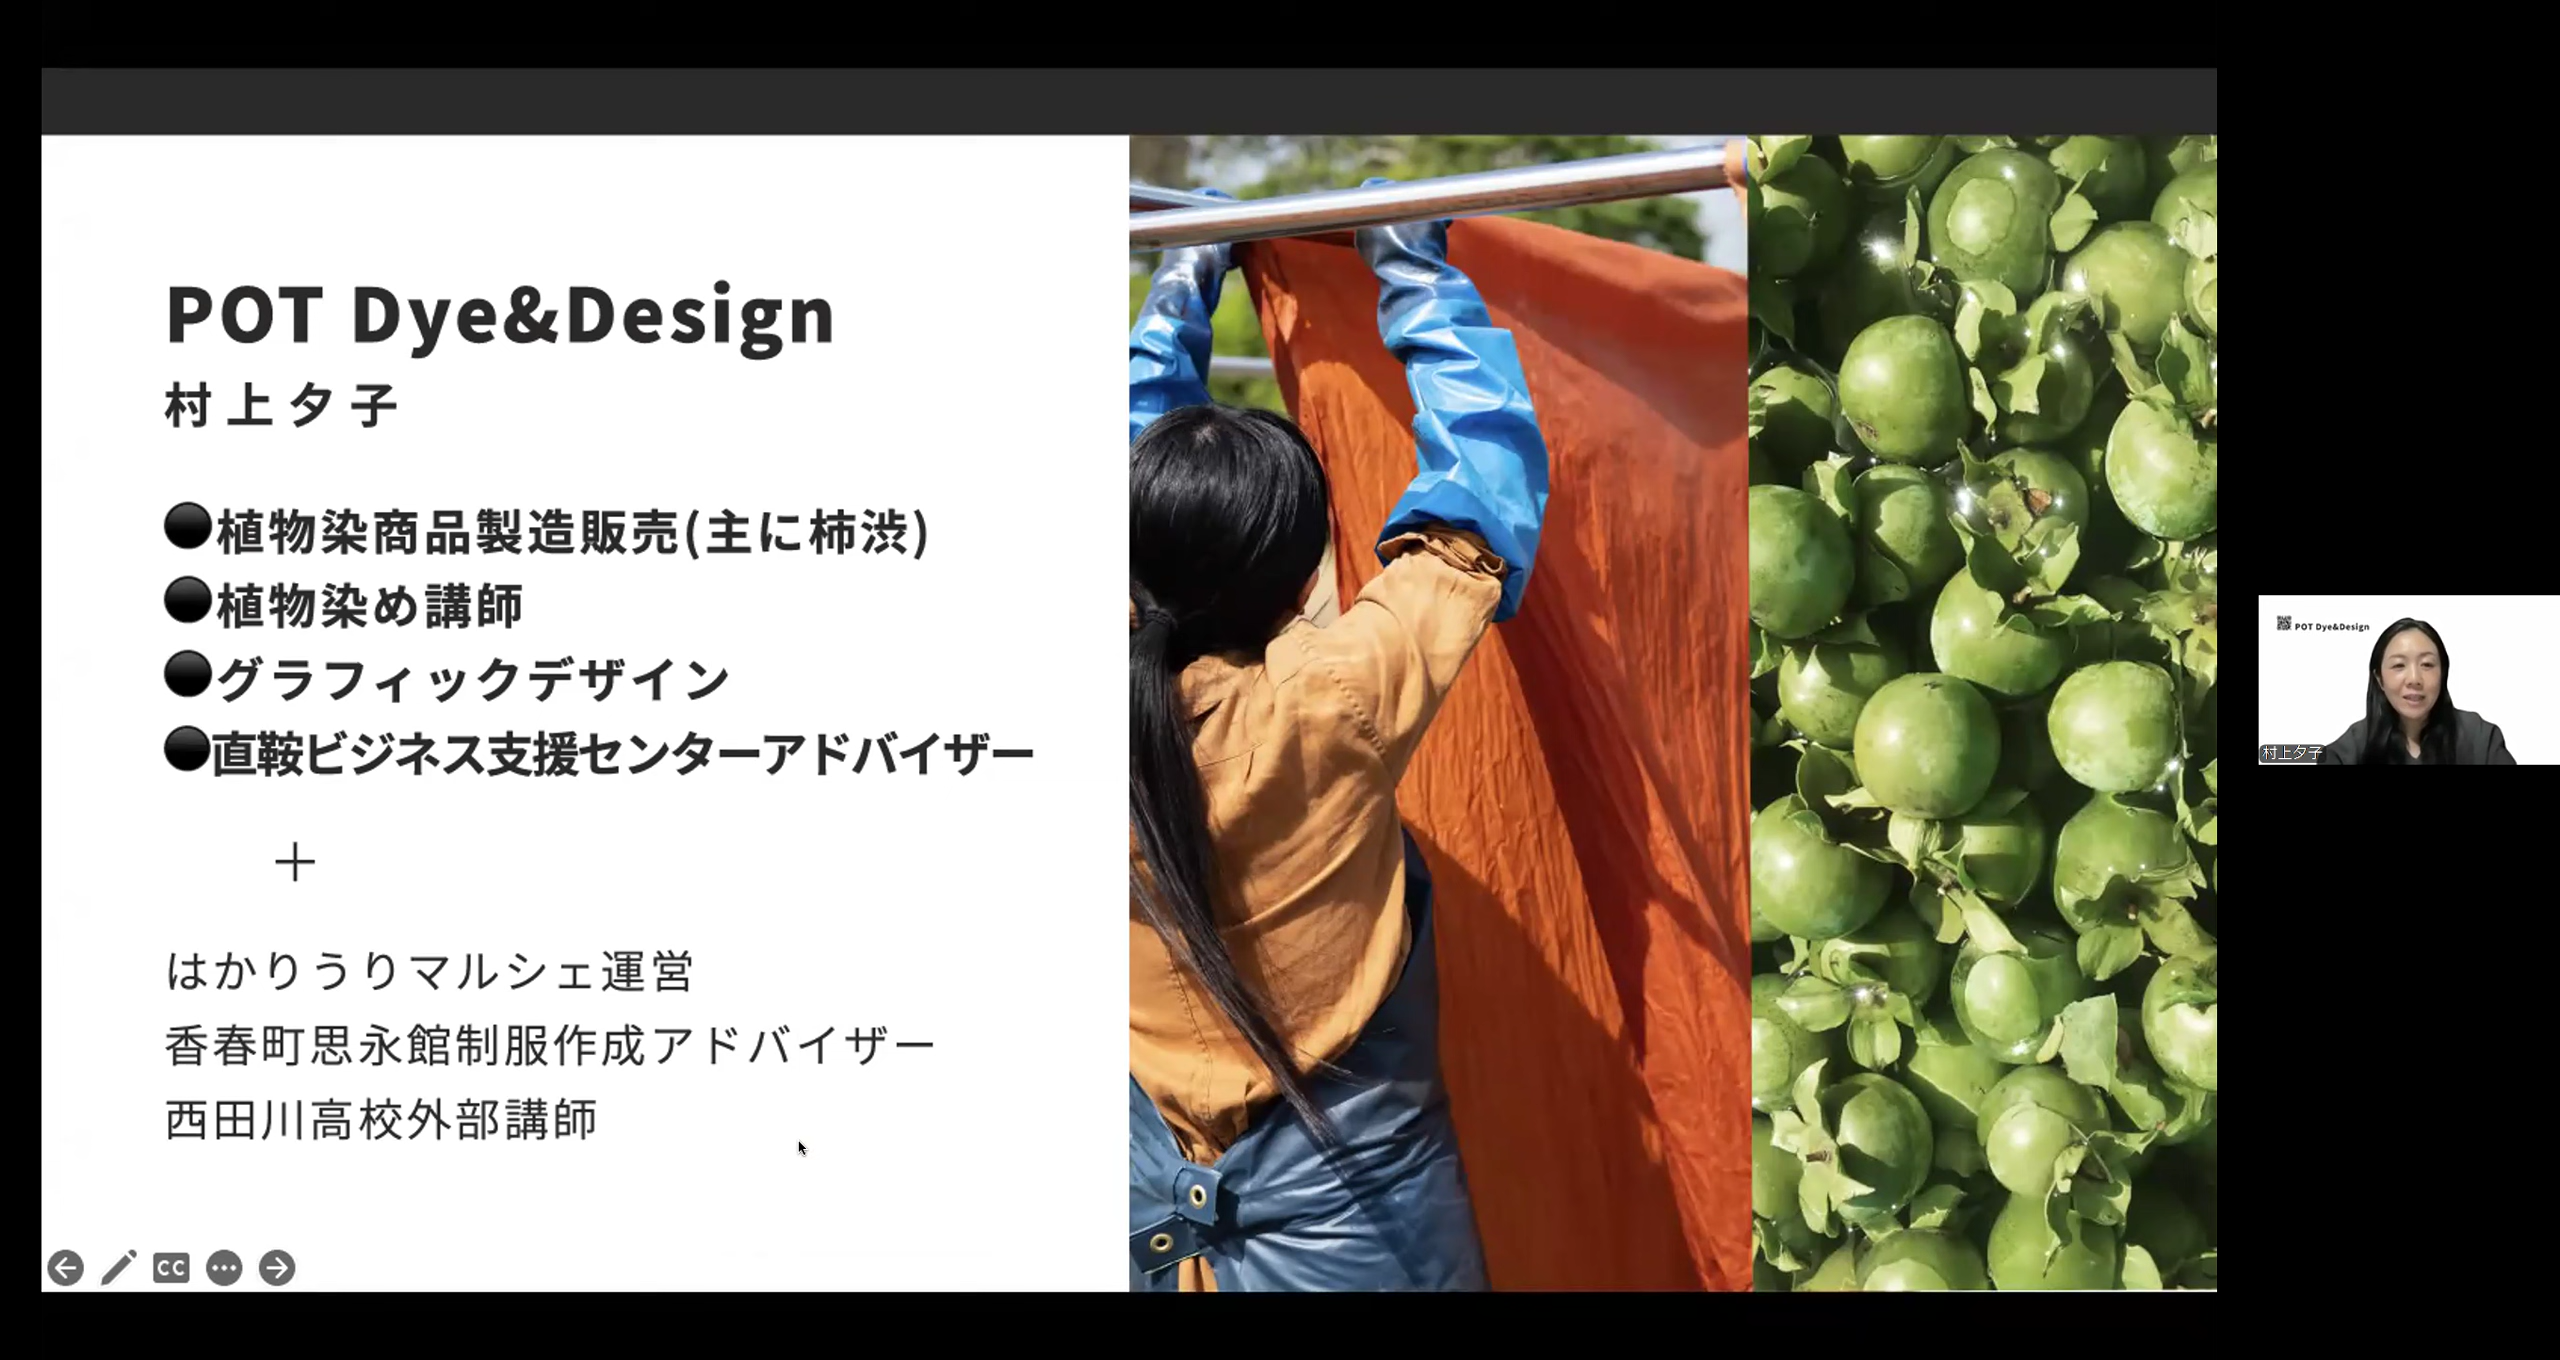 POT Dye&Design
村上夕子
●植物染商品製造販売(主に柿渋)
●植物染め講師
●グラフィックデザイン
●直鞍ビジネス支援センターアドバイザー
＋
はかりうりマルシェ運営
香春町思永館制服作成アドバイザー
西田川高校外部講師
CC
POT Dye&Design
村上夕子